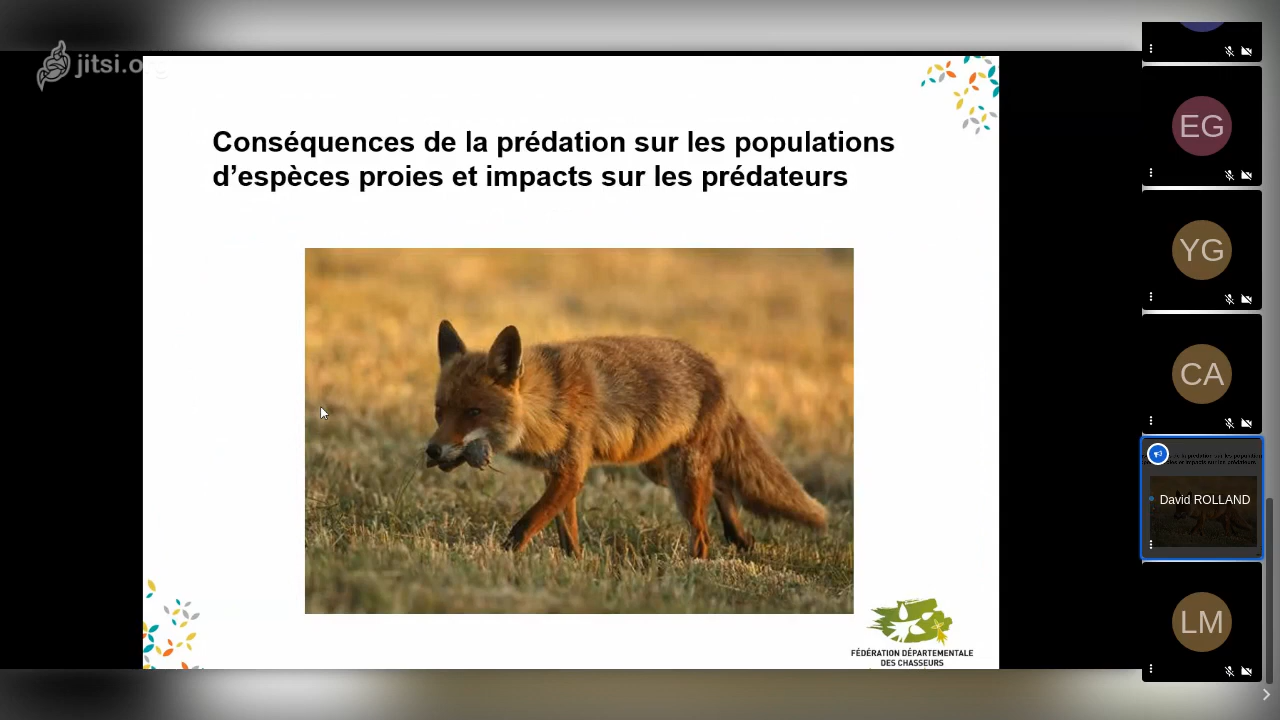 jitsi.org
Conséquences de la prédation sur les populations
d’espèces proies et impacts sur les prédateurs
FÉDÉRATION DÉPARTEMENTALE
DES CHASSEURS
EG
YG
CA
David ROLLAND
LM